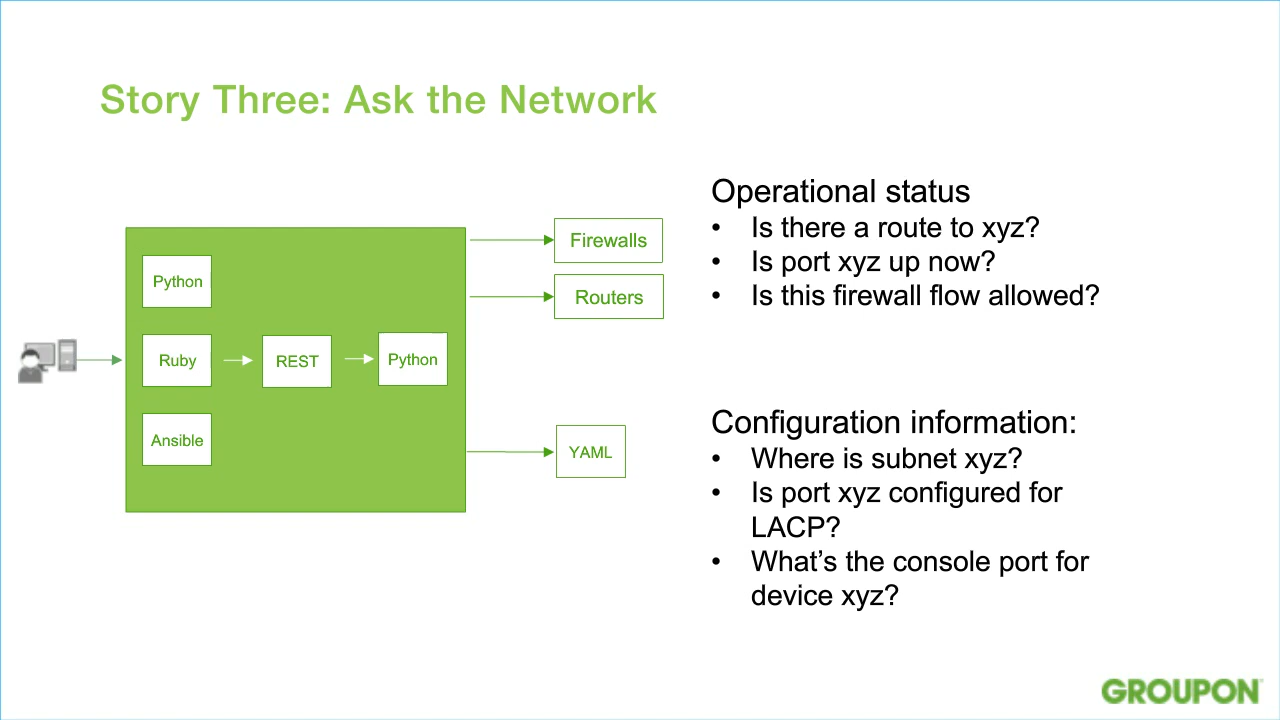 Story Three: Ask the Network
Python
Ruby
REST
Python
Ansible
Firewalls
Routers
YAML
Operational status
• Is there a route to xyz?
• Is port xyz up now?
• Is this firewall flow allowed?
Configuration information:
• Where is subnet xyz?
• Is port xyz configured for
LACP?
• What’s the console port for
device xyz?
GROUPON